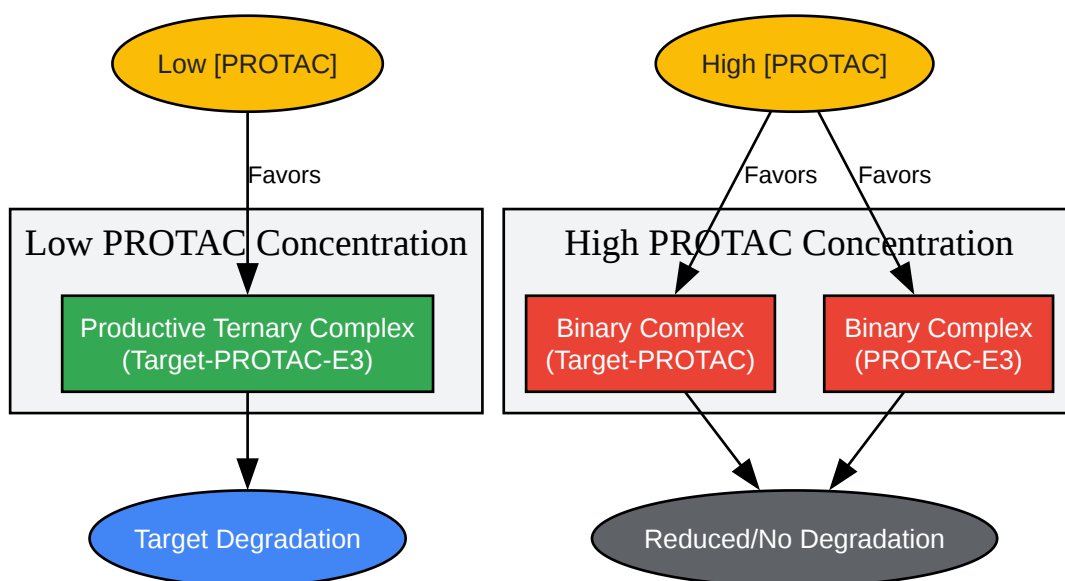 Low [PROTAC]
High [PROTAC]
Favors
Favors
Favors
Low PROTAC Concentration
High PROTAC Concentration
Productive Ternary Complex
(Target-PROTAC-E3)
Binary Complex
(Target-PROTAC)
Binary Complex
(PROTAC-E3)
Target Degradation
Reduced/No Degradation